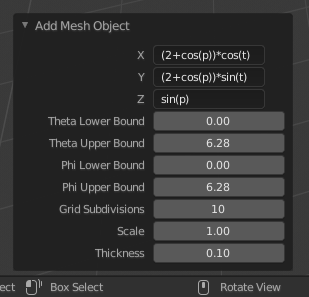 Add Mesh Object
X (2+cos(p))*cos(t)
Y (2+cos(p))*sin(t)
Z sin(p)
Theta Lower Bound 0.00
Theta Upper Bound 6.28
Phi Lower Bound 0.00
Phi Upper Bound 6.28
Grid Subdivisions 10
Scale 1.00
Thickness 0.10
ect Box Select Rotate View